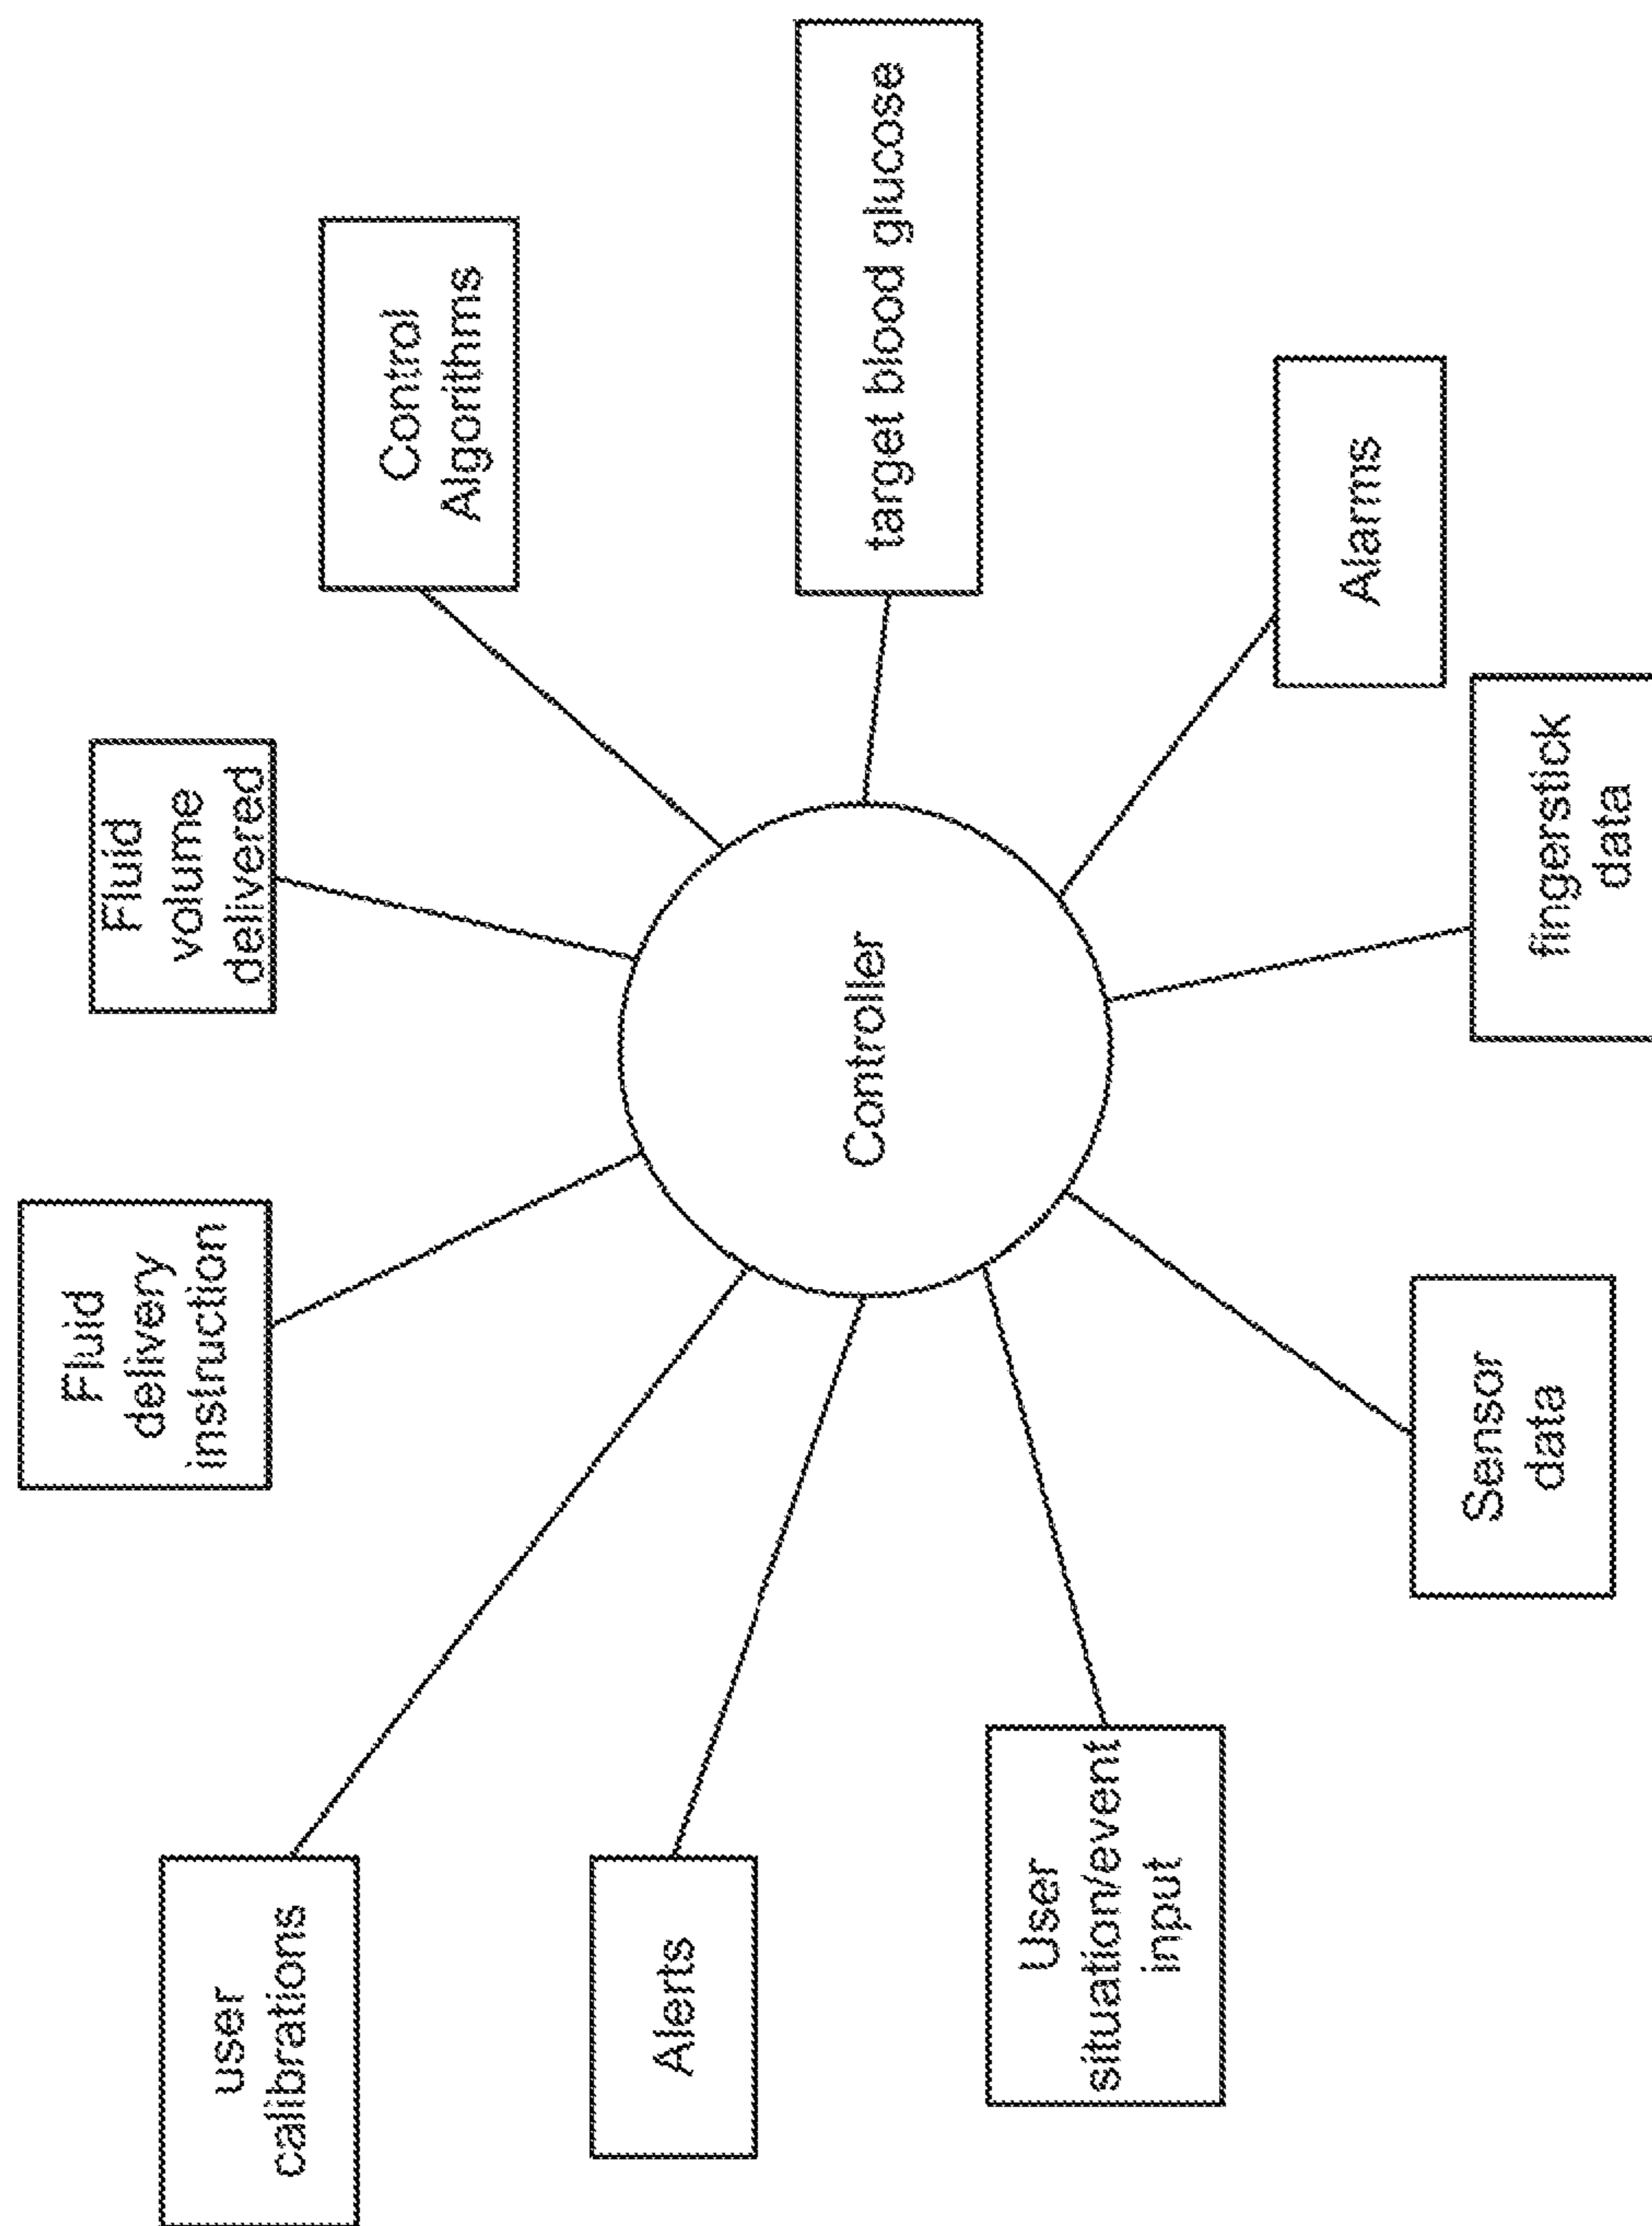 Fluid
delivery
instruction
Fluid
volume
delivered
user
calibrations
Control
Algorithms
Alerts
Controller
target blood glucose
User
situation/event
input
Alarms
Sensor
data
fingerstick
data